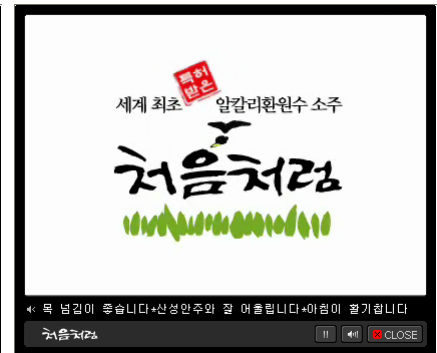 특허
받은
세계 최초 알칼리환원수 소주
처음처럼
목 넘김이 좋습니다*산성안주와 잘 어울립니다*아침이 활기찹니다
처음처럼 CLOSE